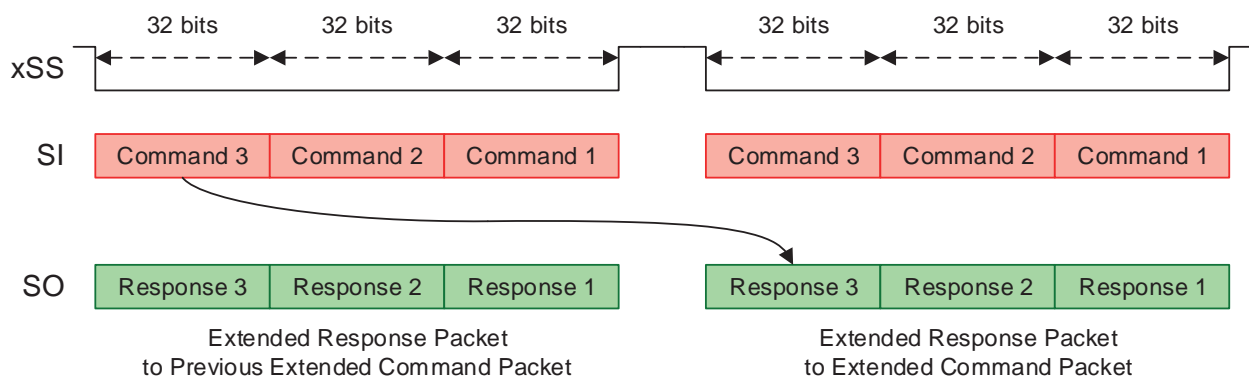 32 bits 32 bits 32 bits 32 bits 32 bits 32 bits
xSS
SI Command 3 Command 2 Command 1 Command 3 Command 2 Command 1
SO Response 3 Response 2 Response 1 Response 3 Response 2 Response 1
Extended Response Packet
to Previous Extended Command Packet
Extended Response Packet
to Extended Command Packet